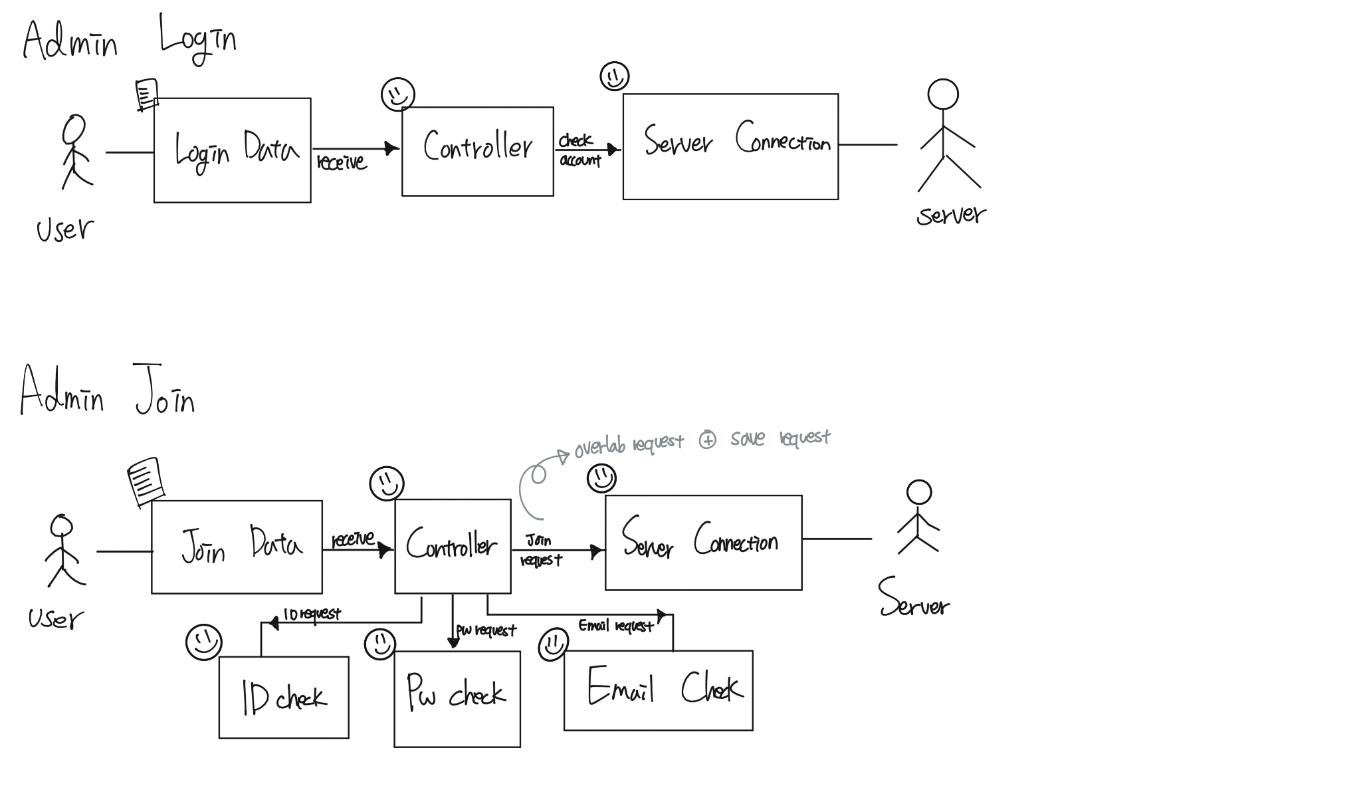 Admin Login
Login Data
receive
Controller
check
account
Server Connection
User
Server
Admin Join
overlab request ⊕ save request
Join Data
receive
Controller
Join
request
Server Connection
User
Server
ID request
Pw request
Email request
ID check
Pw check
Email Check